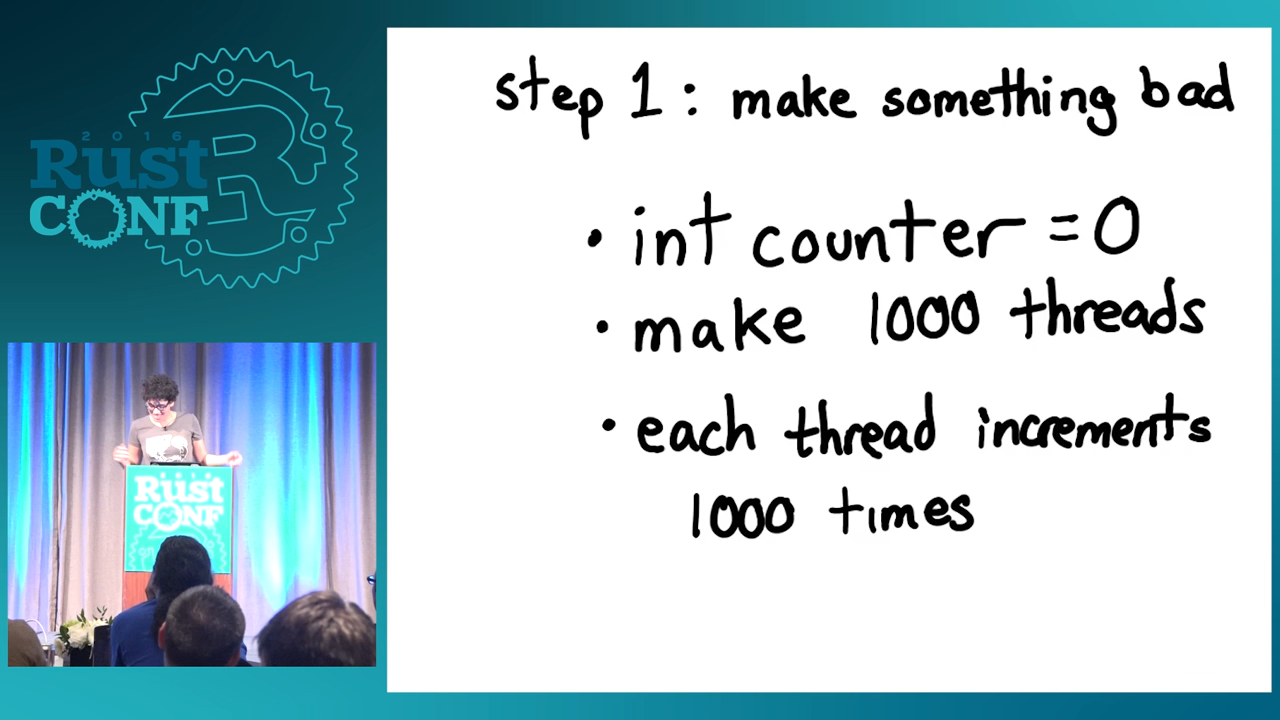 2016
Rust
CONF
step 1: make something bad
• int counter = 0
• make 1000 threads
• each thread increments
1000 times
2016
Rust
CONF